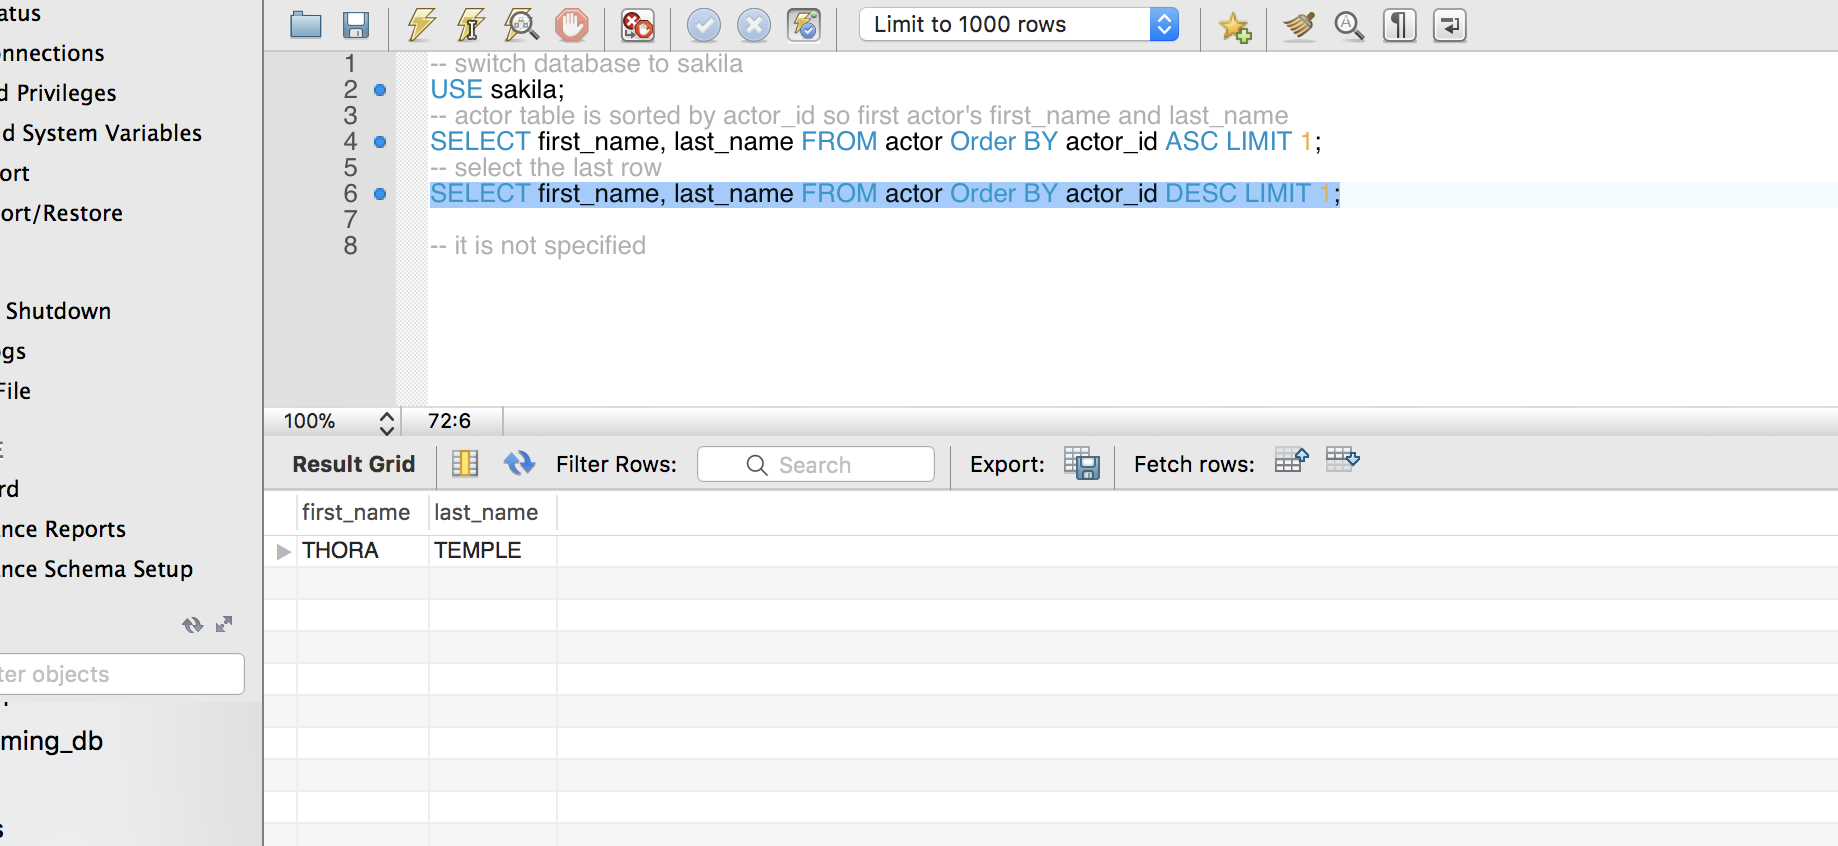 atus
nnections
d Privileges
d System Variables
ort
ort/Restore
Shutdown
gs
File
E
rd
nce Reports
nce Schema Setup
ter objects
ming_db
s
Limit to 1000 rows
1 -- switch database to sakila
2 USE sakila;
3 -- actor table is sorted by actor_id so first actor's first_name and last_name
4 SELECT first_name, last_name FROM actor Order BY actor_id ASC LIMIT 1;
5 -- select the last row
6 SELECT first_name, last_name FROM actor Order BY actor_id DESC LIMIT 1;
7
8 -- it is not specified
100% 72:6
Result Grid Filter Rows: Search Export: Fetch rows:
first_name last_name
THORA TEMPLE